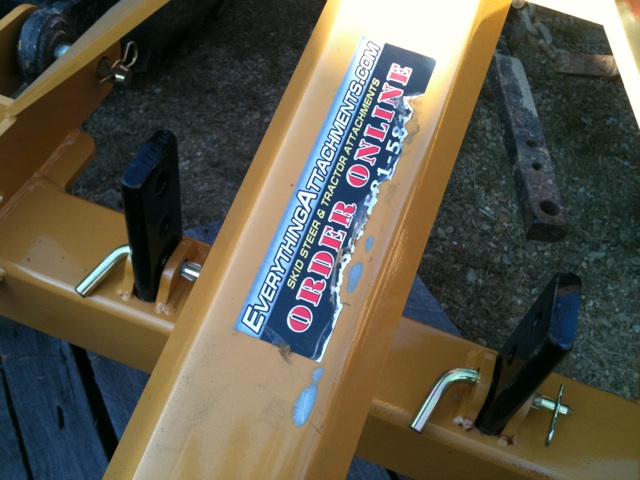 EVERYTHINGATTACHMENTS.COM
SKID STEER & TRACTOR ATTACHMENTS
ORDER ONLINE